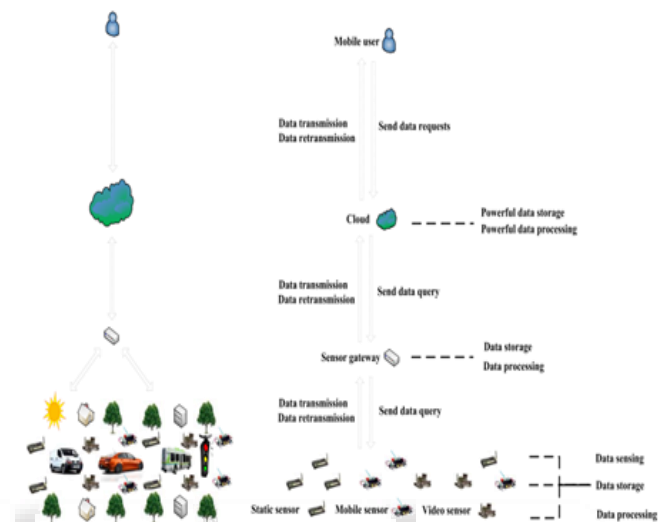 Mobile user
Data transmission
Data retransmission
Send data requests
Cloud
Powerful data storage
Powerful data processing
Data transmission
Data retransmission
Send data query
Sensor gateway
Data storage
Data processing
Data transmission
Data retransmission
Send data query
Data sensing
Data storage
Static sensor Mobile sensor Video sensor
Data processing